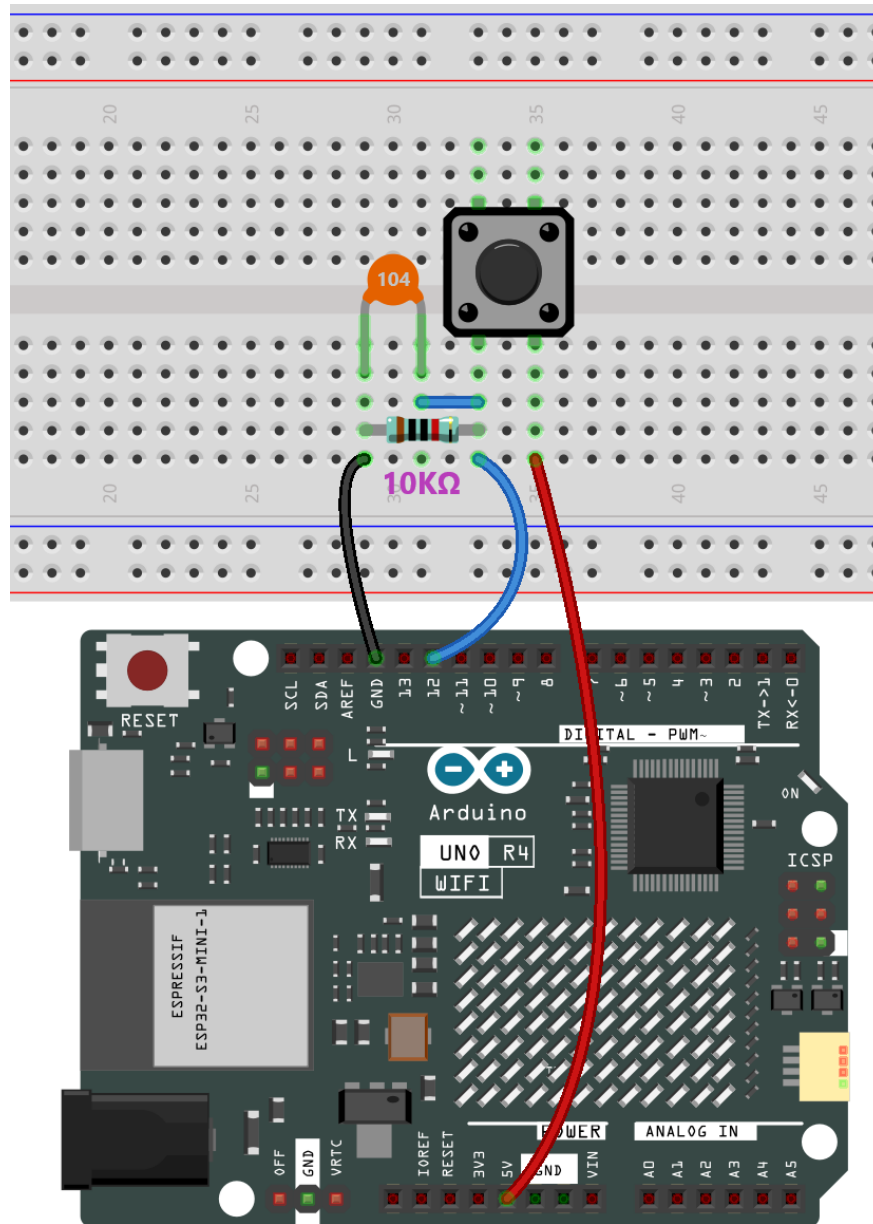 20 25 30 35 40 45
104
10KΩ
20 25 30 35 40 45
RESET
SCL SDA AREF GND 13 12 ~11 ~10 ~9 8 7 ~6 ~5 4 ~3 2 TX->1 RX<-0
DIGITAL - PWM~
L
TX
RX
Arduino
UNO R4
WIFI
ON
ICSP
ESPRESSIF
ESP32-S3-MINI-1
POWER
ANALOG IN
OFF GND VRTC IOREF RESET 3V3 5V GND VIN A0 A1 A2 A3 A4 A5